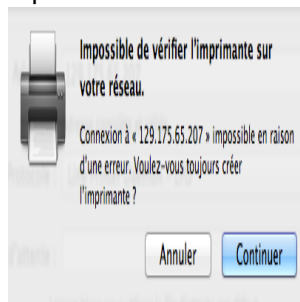 Impossible de vérifier l'imprimante sur
votre réseau.
Connexion à « 129.175.65.207 » impossible en raison
d'une erreur. Voulez-vous toujours créer
l'imprimante ?
Annuler
Continuer